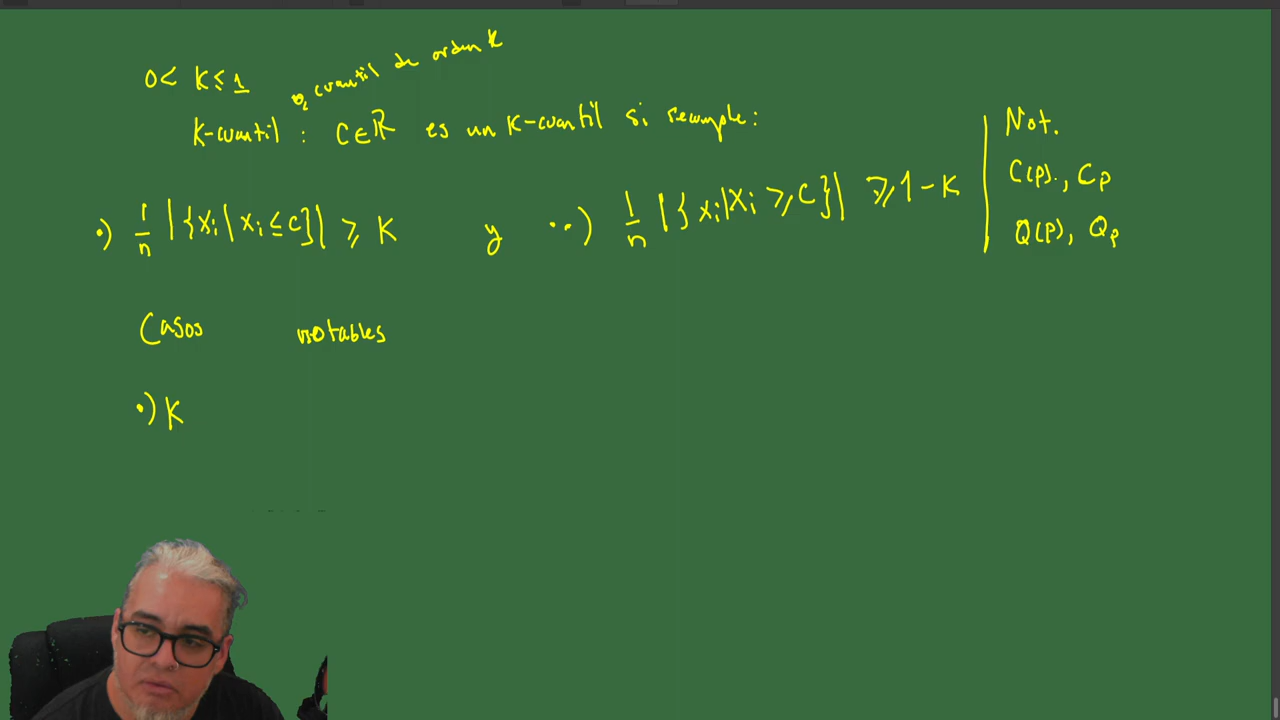 0 < K ≤ 1
o, cuantil de orden k
K-cuantil : C ∈ ℝ es un K-cuantil si se cumple:
•) 1/n |{xᵢ | xᵢ ≤ C}| ≥ K y ••) 1/n |{xᵢ | xᵢ ≥ C}| ≥ 1 - K
Not.
C(p)., Cₚ
Q(p), Qₚ
Casos notables
•) K